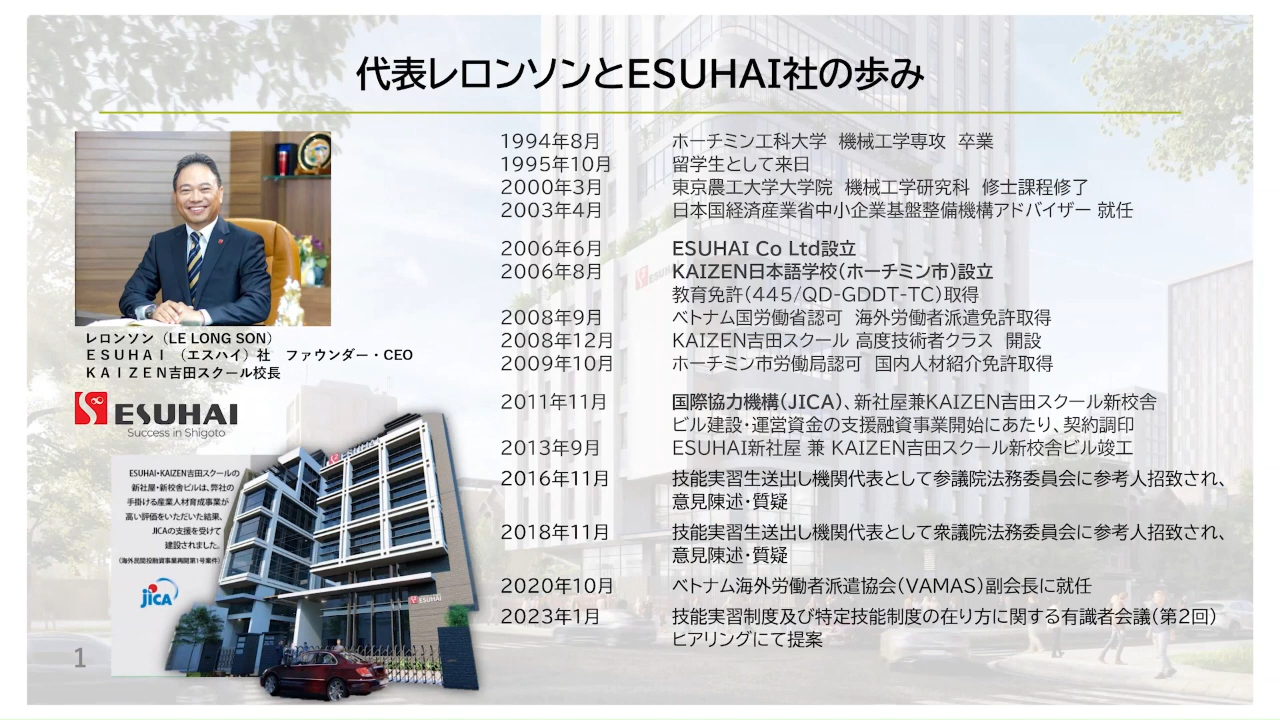 代表レロンソンとESUHAI社の歩み
レロンソン（LE LONG SON）
ＥＳＵＨＡＩ（エスハイ）社　ファウンダー・CEO
ＫＡＩＺＥＮ吉田スクール校長
ESUHAI
Success in Shigoto
ESUHAI・KAIZEN吉田スクールの
新社屋・新校舎ビルは、弊社の
手掛ける産業人材育成事業が
高い評価をいただいた結果、
JICAの支援を受けて
建設されました。
（海外民間投融資事業再開第1号案件）
JICA
ESUHAI
ESUHAI
1
1994年8月　ホーチミン工科大学　機械工学専攻　卒業
1995年10月　留学生として来日
2000年3月　東京農工大学大学院　機械工学研究科　修士課程修了
2003年4月　日本国経済産業省中小企業基盤整備機構アドバイザー 就任
2006年6月　ESUHAI Co Ltd設立
2006年8月　KAIZEN日本語学校（ホーチミン市）設立
教育免許（445/QD-GDDT-TC）取得
2008年9月　ベトナム国労働省認可　海外労働者派遣免許取得
2008年12月　KAIZEN吉田スクール 高度技術者クラス　開設
2009年10月　ホーチミン市労働局認可　国内人材紹介免許取得
2011年11月　国際協力機構（JICA）、新社屋兼KAIZEN吉田スクール新校舎
ビル建設・運営資金の支援融資事業開始にあたり、契約調印
2013年9月　ESUHAI新社屋 兼 KAIZEN吉田スクール新校舎ビル竣工
2016年11月　技能実習生送出し機関代表として参議院法務委員会に参考人招致され、
意見陳述・質疑
2018年11月　技能実習生送出し機関代表として衆議院法務委員会に参考人招致され、
意見陳述・質疑
2020年10月　ベトナム海外労働者派遣協会（VAMAS）副会長に就任
2023年1月　技能実習制度及び特定技能制度の在り方に関する有識者会議（第2回）
ヒアリングにて提案